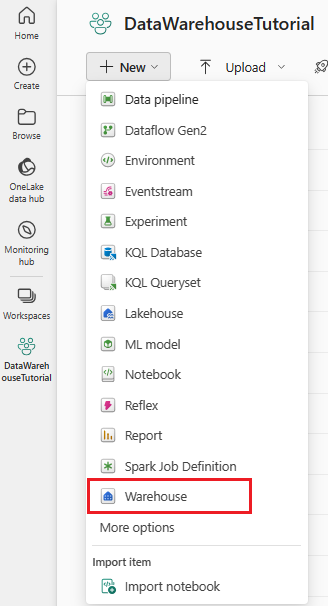 Home
Create
Browse
OneLake
data hub
Monitoring
hub
Workspaces
DataWareh
ouseTutorial
DataWarehouseTutorial
New
Upload
Data pipeline
Dataflow Gen2
Environment
Eventstream
Experiment
KQL Database
KQL Queryset
Lakehouse
ML model
Notebook
Reflex
Report
Spark Job Definition
Warehouse
More options
Import item
Import notebook